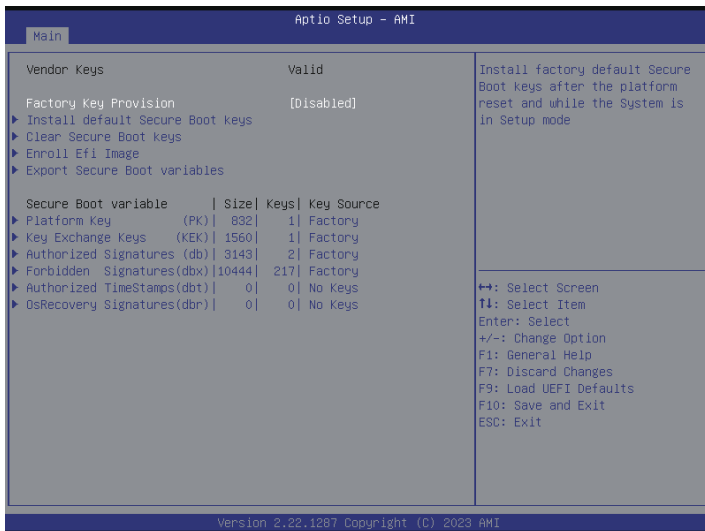 Aptio Setup – AMI
Main
Vendor Keys Valid
Factory Key Provision [Disabled]
▶ Install default Secure Boot keys
▶ Clear Secure Boot keys
▶ Enroll Efi Image
▶ Export Secure Boot variables
Secure Boot variable | Size| Keys| Key Source
▶ Platform Key (PK)| 832| 1| Factory
▶ Key Exchange Keys (KEK)| 1560| 1| Factory
▶ Authorized Signatures (db)| 3143| 2| Factory
▶ Forbidden Signatures(dbx)|10444| 217| Factory
▶ Authorized TimeStamps(dbt)| 0| 0| No Keys
▶ OsRecovery Signatures(dbr)| 0| 0| No Keys
Install factory default Secure
Boot keys after the platform
reset and while the System is
in Setup mode
↔: Select Screen
↑↓: Select Item
Enter: Select
+/-: Change Option
F1: General Help
F7: Discard Changes
F9: Load UEFI Defaults
F10: Save and Exit
ESC: Exit
Version 2.22.1287 Copyright (C) 2023 AMI